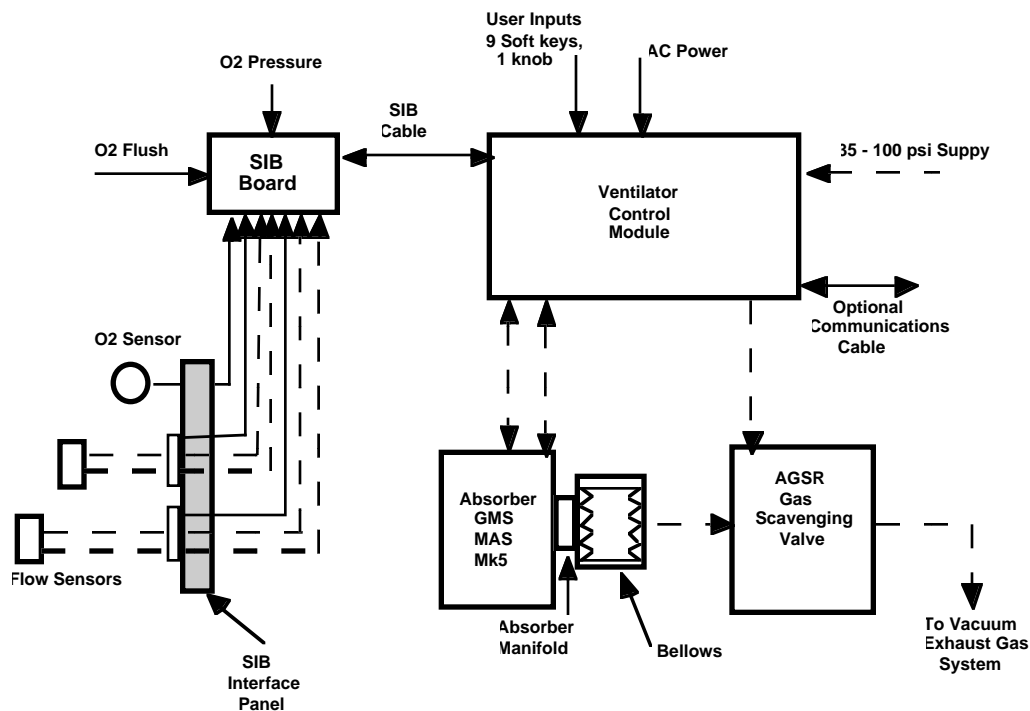 User Inputs
9 Soft keys,
1 knob
AC Power
O2 Pressure
SIB
Cable
O2 Flush
SIB
Board
35 - 100 psi Suppy
Ventilator
Control
Module
Optional
Communications
Cable
O2 Sensor
Absorber
GMS
MAS
Mk5
AGSR
Gas
Scavenging
Valve
Flow Sensors
Absorber
Manifold
Bellows
To Vacuum
Exhaust Gas
System
SIB
Interface
Panel